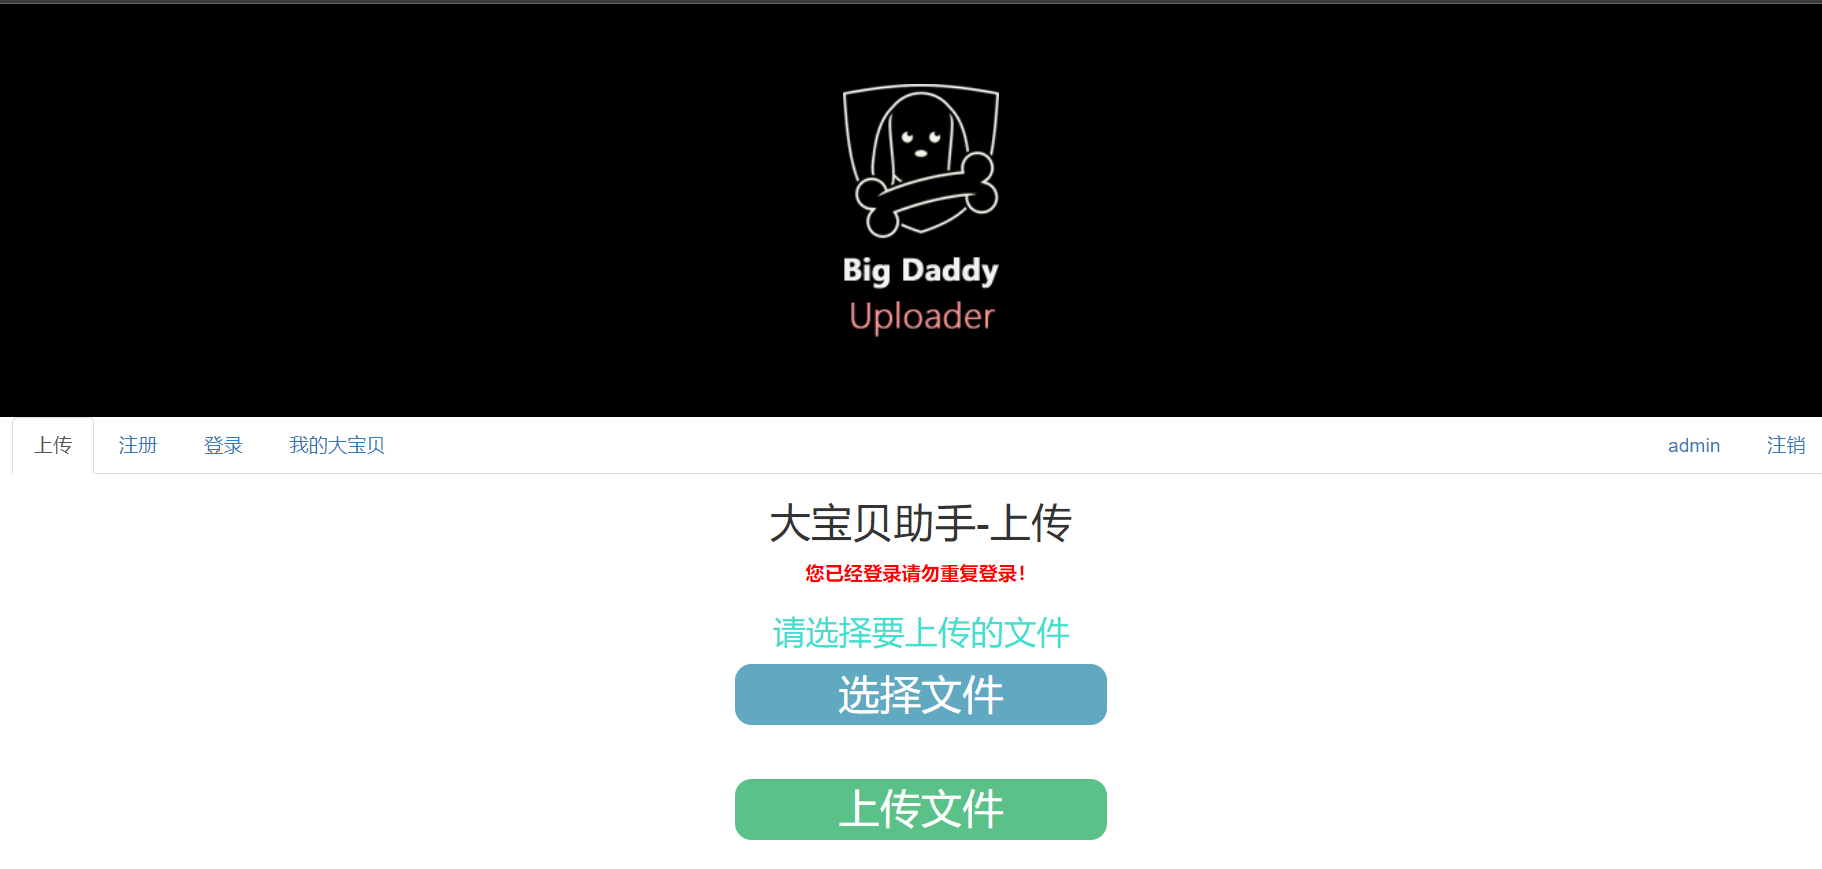 Big Daddy
Uploader
上传 注册 登录 我的大宝贝 admin 注销
大宝贝助手-上传
您已经登录请勿重复登录!
请选择要上传的文件
选择文件
上传文件